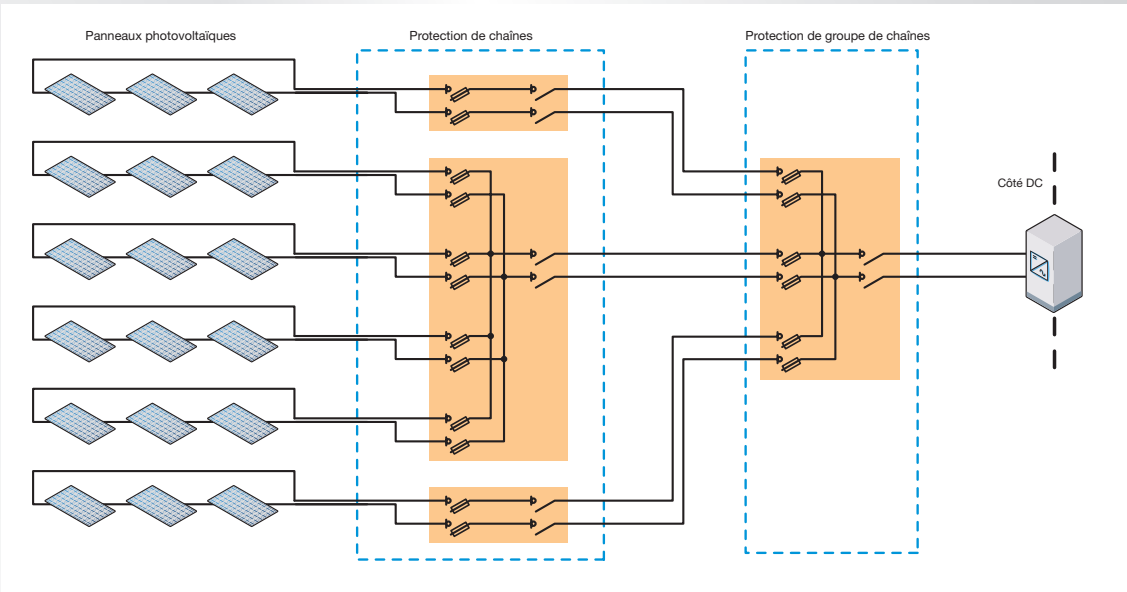 Panneaux photovoltaïques
Protection de chaînes
Protection de groupe de chaînes
Côté DC